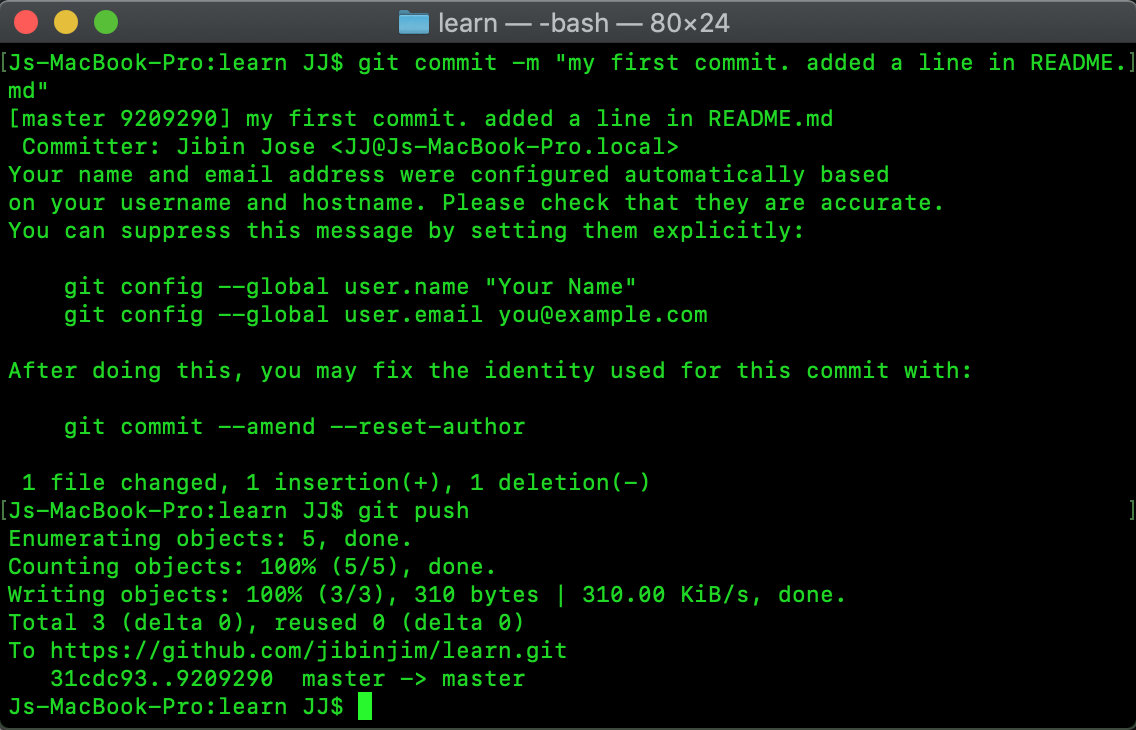 learn — -bash — 80×24
[Js-MacBook-Pro:learn JJ$ git commit -m "my first commit. added a line in README.]
md"
[master 9209290] my first commit. added a line in README.md
 Committer: Jibin Jose <JJ@Js-MacBook-Pro.local>
Your name and email address were configured automatically based
on your username and hostname. Please check that they are accurate.
You can suppress this message by setting them explicitly:

    git config --global user.name "Your Name"
    git config --global user.email you@example.com

After doing this, you may fix the identity used for this commit with:

    git commit --amend --reset-author

 1 file changed, 1 insertion(+), 1 deletion(-)
[Js-MacBook-Pro:learn JJ$ git push ]
Enumerating objects: 5, done.
Counting objects: 100% (5/5), done.
Writing objects: 100% (3/3), 310 bytes | 310.00 KiB/s, done.
Total 3 (delta 0), reused 0 (delta 0)
To https://github.com/jibinjim/learn.git
   31cdc93..9209290  master -> master
Js-MacBook-Pro:learn JJ$